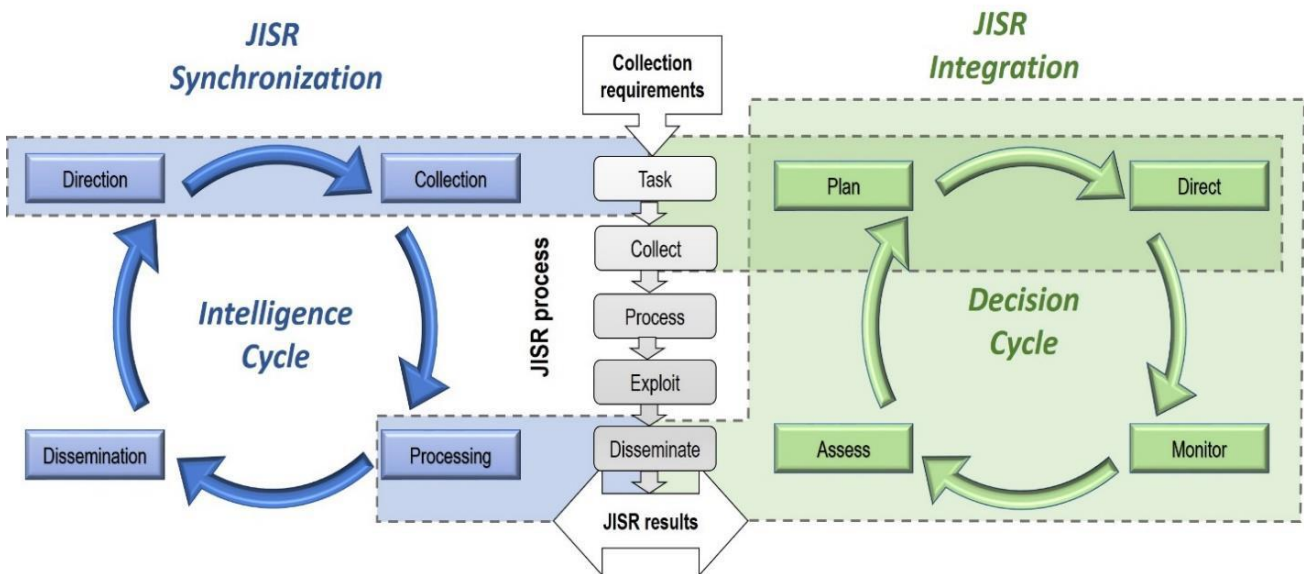 JISR
Synchronization
Collection
requirements
JISR
Integration
Direction
Collection
Task
Plan
Direct
Collect
JISR process
Intelligence
Cycle
Process
Decision
Cycle
Exploit
Dissemination
Processing
Disseminate
Assess
Monitor
JISR results